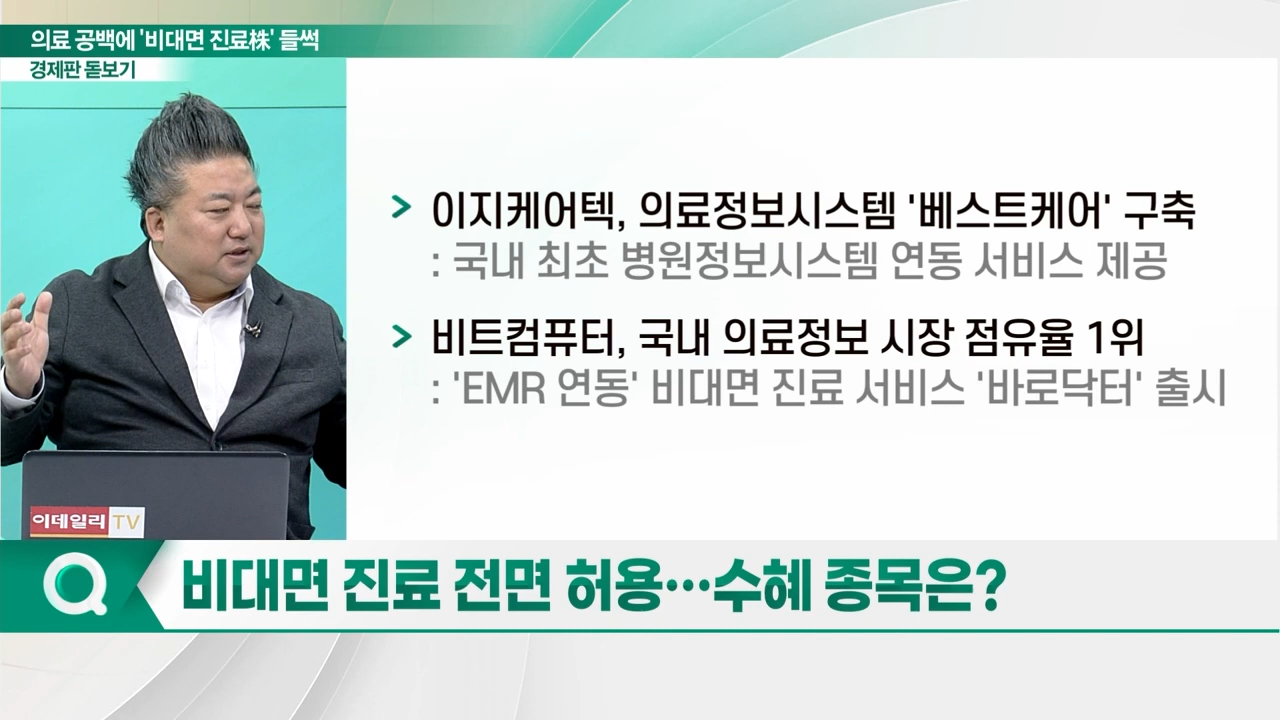 의료 공백에 '비대면 진료株' 들썩
경제판 돋보기
> 이지케어텍, 의료정보시스템 '베스트케어' 구축
: 국내 최초 병원정보시스템 연동 서비스 제공
> 비트컴퓨터, 국내 의료정보 시장 점유율 1위
: 'EMR 연동' 비대면 진료 서비스 '바로닥터' 출시
이데일리 TV
비대면 진료 전면 허용…수혜 종목은?